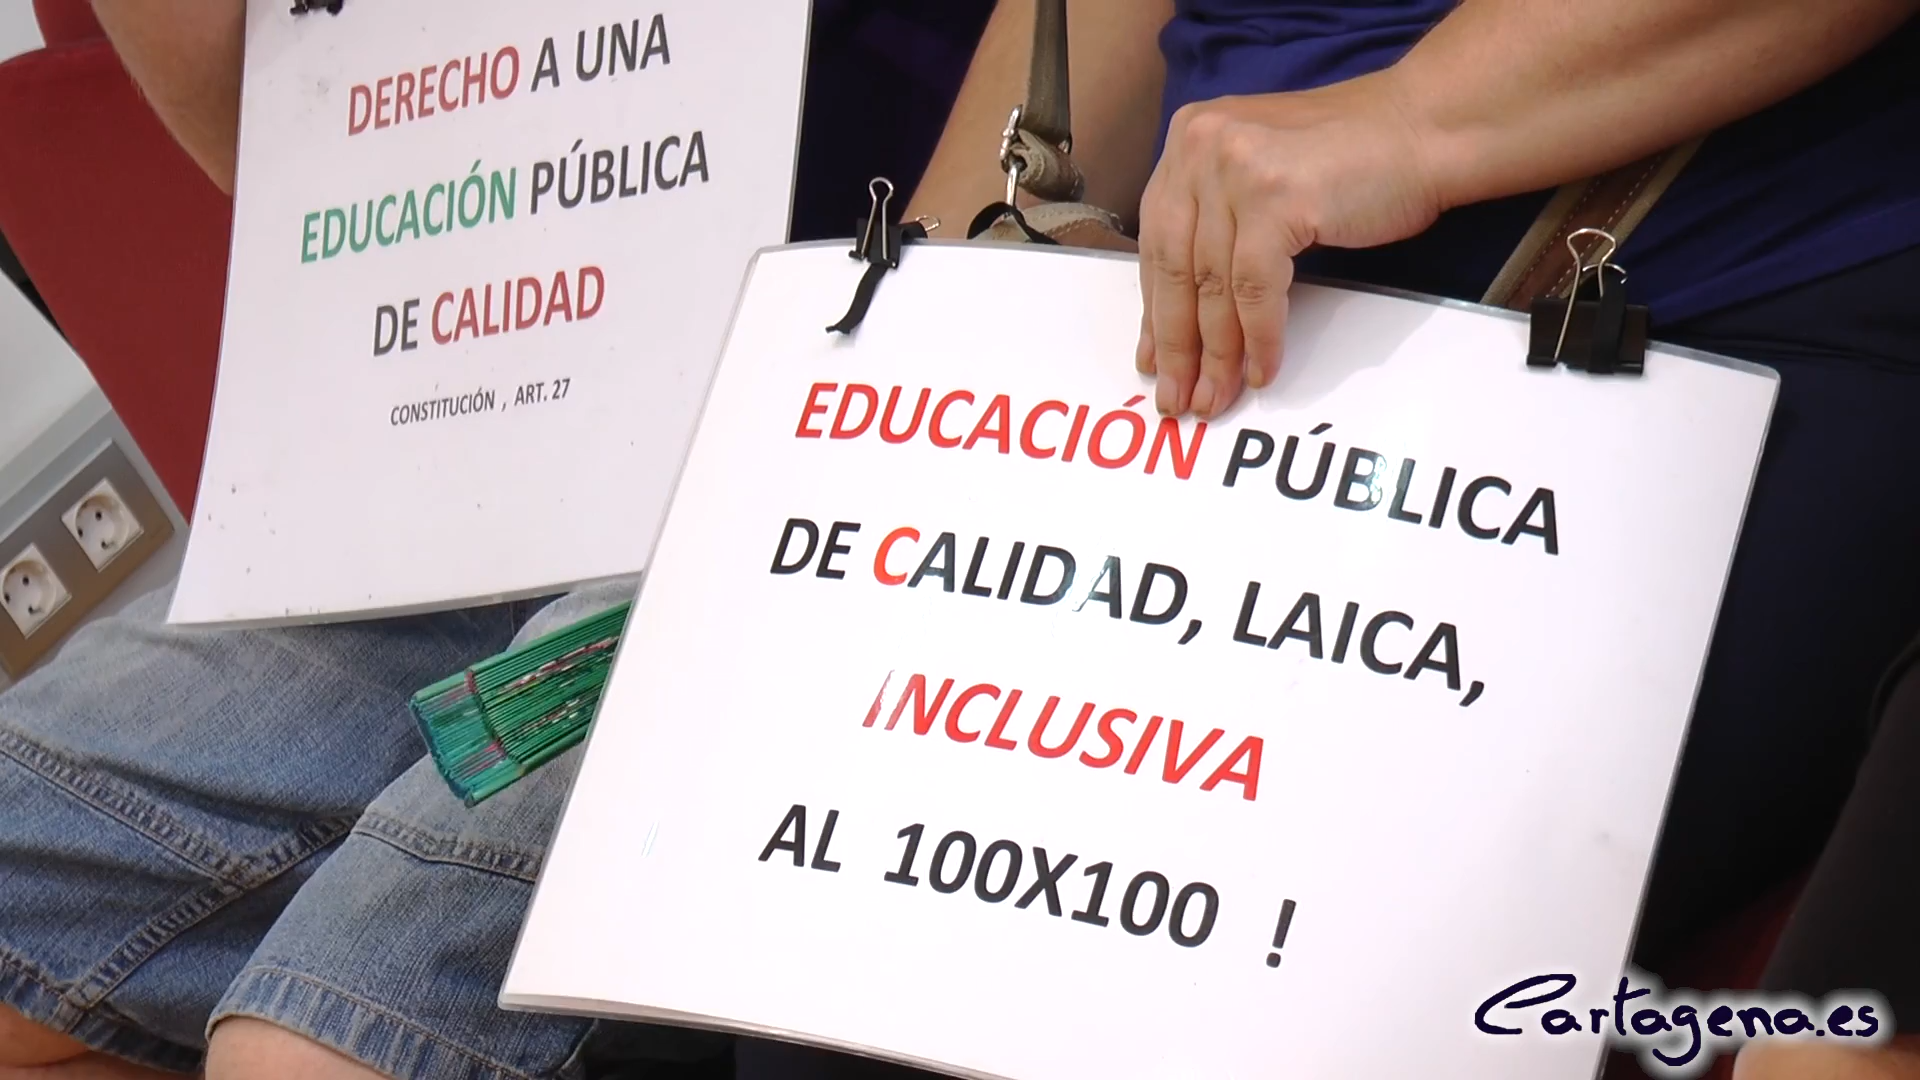 DERECHO A UNA
EDUCACIÓN PÚBLICA
DE CALIDAD
CONSTITUCIÓN , ART. 27
EDUCACIÓN PÚBLICA
DE CALIDAD, LAICA,
INCLUSIVA
AL 100X100 !
Cartagena.es